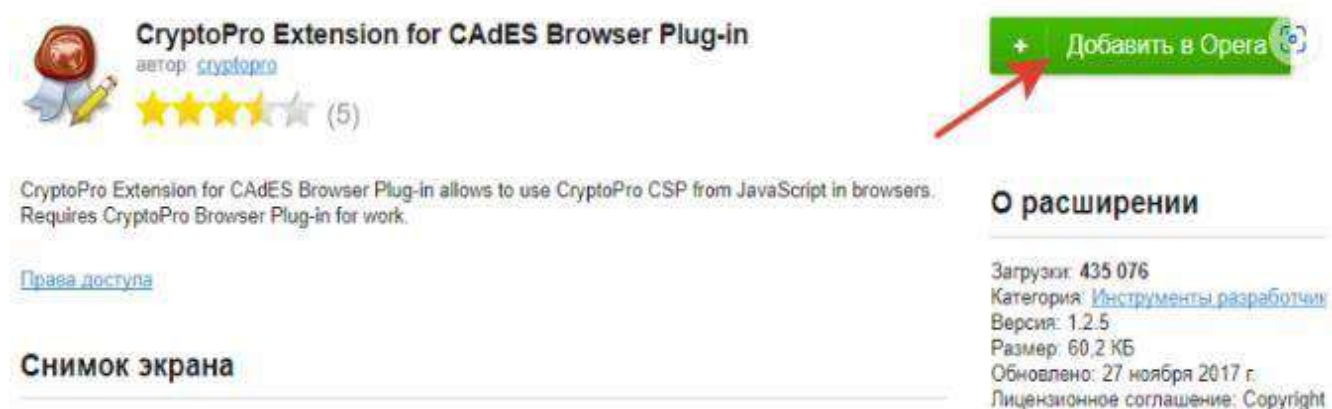 CryptoPro Extension for CAdES Browser Plug-in
автор: cryptopro
(5)
+ Добавить в Opera
CryptoPro Extension for CAdES Browser Plug-in allows to use CryptoPro CSP from JavaScript in browsers.
Requires CryptoPro Browser Plug-in for work.
Права доступа
Снимок экрана
О расширении
Загрузки: 435 076
Категория: Инструменты разработчик
Версия: 1.2.5
Размер: 60,2 КБ
Обновлено: 27 ноября 2017 г.
Лицензионное соглашение: Copyright